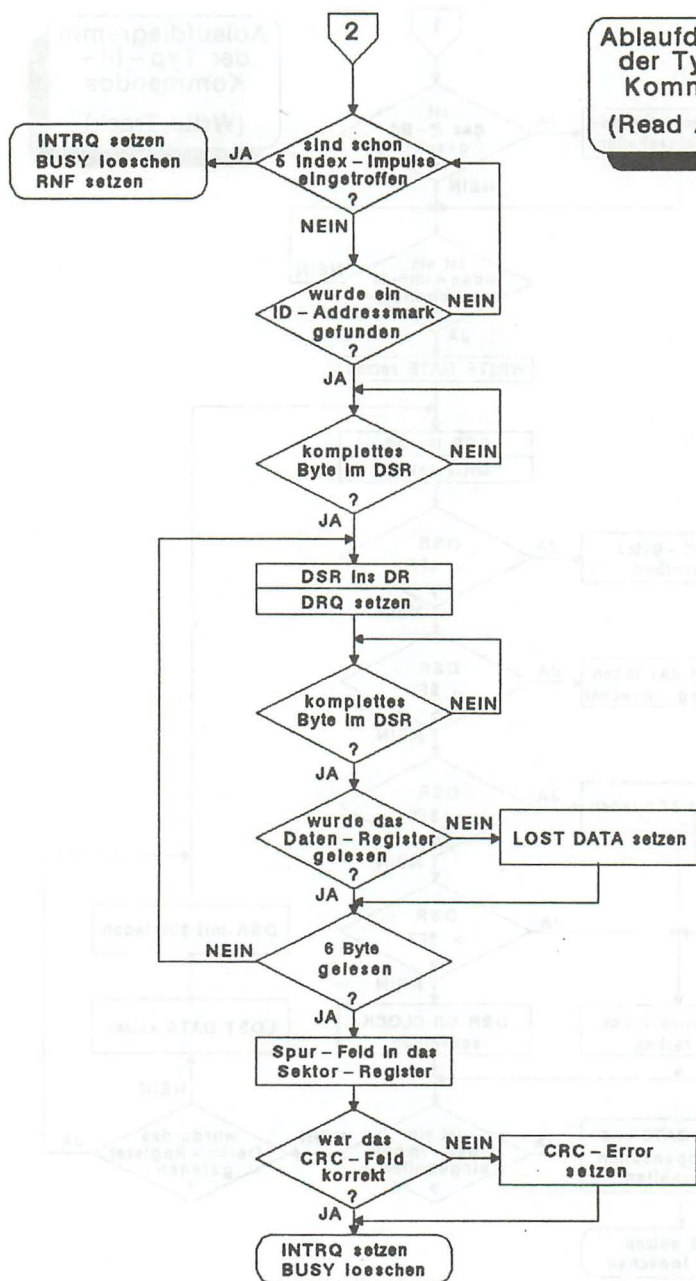 2
Ablaufd
der Ty
Komm
(Read
sind schon
5 Index – Impulse
eingetroffen
?
JA
INTRQ setzen
BUSY loeschen
RNF setzen
NEIN
wurde ein
ID – Addressmark
gefunden
?
NEIN
JA
komplettes
Byte im DSR
?
NEIN
JA
DSR ins DR
DRQ setzen
komplettes
Byte im DSR
?
NEIN
JA
wurde das
Daten – Register
gelesen
?
NEIN
LOST DATA setzen
JA
6 Byte
gelesen
?
NEIN
JA
Spur – Feld in das
Sektor – Register
war das
CRC – Feld
korrekt
?
NEIN
CRC – Error
setzen
JA
INTRQ setzen
BUSY loeschen